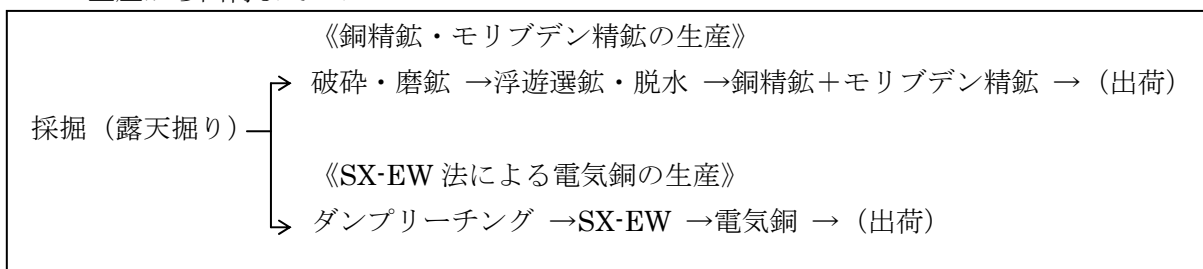 《銅精鉱・モリブデン精鉱の生産》
破砕・磨鉱 →浮遊選鉱・脱水 →銅精鉱＋モリブデン精鉱 →（出荷）
採掘（露天掘り）
《SX-EW 法による電気銅の生産》
ダンプリーチング →SX-EW →電気銅 →（出荷）